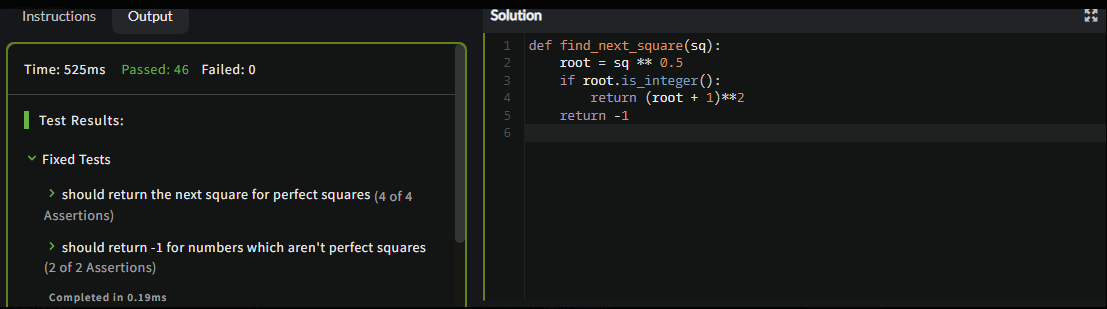 Instructions Output
Time: 525ms Passed: 46 Failed: 0
Test Results:
Fixed Tests
should return the next square for perfect squares (4 of 4
Assertions)
should return -1 for numbers which aren't perfect squares
(2 of 2 Assertions)
Completed in 0.19ms
Solution
1 def find_next_square(sq):
2     root = sq ** 0.5
3     if root.is_integer():
4         return (root + 1)**2
5     return -1
6